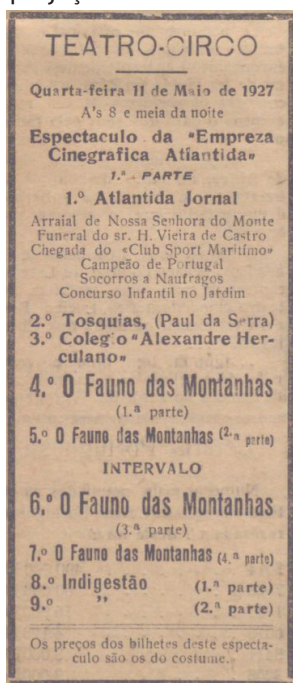 TEATRO-CIRCO
Quarta-feira 11 de Maio de 1927
A's 8 e meia da noite
Espectaculo da "Empreza
Cinegrafica Atlantida"
1.ª PARTE
1.º Atlantida Jornal
Arraial de Nossa Senhora do Monte
Funeral do sr. H. Vieira de Castro
Chegada do «Club Sport Maritimo»
Campeão de Portugal
Socorros a Naufragos
Concurso Infantil no Jardim
2.º Tosquias, (Paul da Serra)
3.º Colegio "Alexandre Her-
culano"
4.º O Fauno das Montanhas
(1.ª parte)
5.º O Fauno das Montanhas (2.ª parte)
INTERVALO
6.º O Fauno das Montanhas
(3.ª parte)
7.º O Fauno das Montanhas (4.ª parte)
8.º Indigestão (1.ª parte)
9.º " (2.ª parte)
Os preços dos bilhetes deste especta-
culo são os do costume.